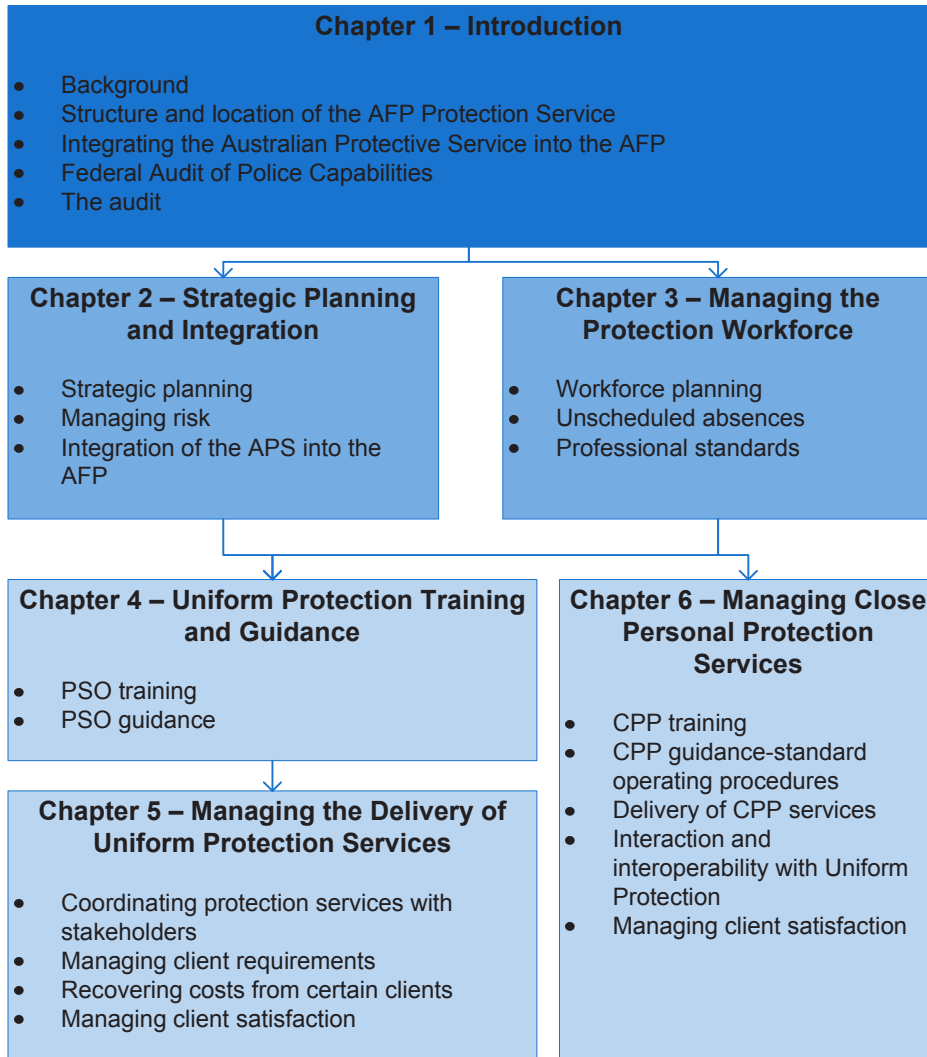 Chapter 1 – Introduction
• Background
• Structure and location of the AFP Protection Service
• Integrating the Australian Protective Service into the AFP
• Federal Audit of Police Capabilities
• The audit
Chapter 2 – Strategic Planning
and Integration
• Strategic planning
• Managing risk
• Integration of the APS into the
AFP
Chapter 3 – Managing the
Protection Workforce
• Workforce planning
• Unscheduled absences
• Professional standards
Chapter 4 – Uniform Protection Training
and Guidance
• PSO training
• PSO guidance
Chapter 5 – Managing the Delivery of
Uniform Protection Services
• Coordinating protection services with
stakeholders
• Managing client requirements
• Recovering costs from certain clients
• Managing client satisfaction
Chapter 6 – Managing Close
Personal Protection
Services
• CPP training
• CPP guidance-standard
operating procedures
• Delivery of CPP services
• Interaction and
interoperability with Uniform
Protection
• Managing client satisfaction